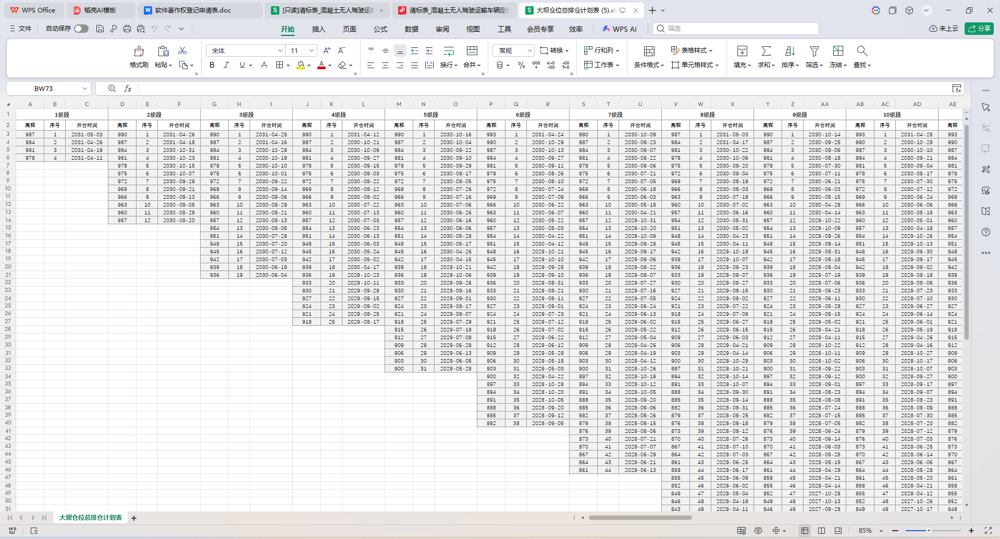 WPS Office 稻壳AI模板 软件著作权登记申请表.doc [只读]清标表_混凝土无人驾驶运输 清标表_混凝土无人驾驶运输车辆定位 大坝仓位总排仓计划表 (5).xls
文件 自动保存 开始 插入 页面 公式 数据 审阅 视图 工具 会员专享 效率 WPS AI 筛选 未上云 分享
宋体 11 常规 转换 行和列 表格样式
格式刷 粘贴 换行 合并 工作表 条件格式 单元格样式 填充 求和 排序 筛选 冻结 查找
BW73
A B C D E F G H I J K L M N O P Q R S T U V W X Y Z AA AB AC AD AE
1 1坝段 2坝段 3坝段 4坝段 5坝段 6坝段 7坝段 8坝段 9坝段 10坝段
2 高程 序号 开仓时间 高程 序号 开仓时间 高程 序号 开仓时间 高程 序号 开仓时间 高程 序号 开仓时间 高程 序号 开仓时间 高程 序号 开仓时间 高程 序号 开仓时间 高程 序号 开仓时间 高程 序号 开仓时间 高程
3 987 1 2031-05-03 990 1 2031-04-26 990 1 2031-04-25 990 1 2031-04-12 990 1 2030-10-16 993 1 2031-04-24 990 1 2030-10-09 987 1 2031-05-03 990 1 2030-10-14 993 1 2031-04-25 993
4 984 2 2031-04-26 987 2 2031-04-18 987 2 2031-04-16 987 2 2030-10-21 987 2 2030-10-04 990 2 2030-10-29 987 2 2030-09-23 984 2 2031-04-17 987 2 2030-09-25 990 2 2030-10-28 990
5 981 3 2031-04-19 984 3 2030-10-31 984 3 2030-10-28 984 3 2030-10-09 984 3 2030-09-22 987 3 2030-10-13 984 3 2030-09-07 981 3 2030-10-22 984 3 2030-09-06 987 3 2030-10-10 987
6 978 4 2031-04-11 981 4 2030-10-23 981 4 2030-10-19 981 4 2030-09-27 981 4 2030-09-10 984 4 2030-09-27 981 4 2030-08-22 978 4 2030-10-06 981 4 2030-08-18 984 4 2030-09-21 984
7 978 5 2030-10-15 978 5 2030-10-10 978 5 2030-09-15 978 5 2030-08-29 981 5 2030-09-11 978 5 2030-08-06 975 5 2030-09-20 978 5 2030-07-30 981 5 2030-09-04 981
8 975 6 2030-10-07 975 6 2030-10-01 975 6 2030-09-03 975 6 2030-08-17 978 6 2030-08-26 975 6 2030-07-21 972 6 2030-09-04 975 6 2030-07-11 978 6 2030-08-17 978
9 972 7 2030-09-29 972 7 2030-09-22 972 7 2030-08-22 972 7 2030-08-05 975 7 2030-08-10 972 7 2030-07-05 969 7 2030-08-19 972 7 2030-06-21 975 7 2030-07-30 975
10 969 8 2030-09-21 969 8 2030-09-14 969 8 2030-08-12 969 8 2030-07-26 972 8 2030-07-24 969 8 2030-06-18 966 8 2030-08-03 969 8 2030-06-03 972 8 2030-07-12 972
11 966 9 2030-09-13 966 9 2030-09-06 966 9 2030-08-02 966 9 2030-07-16 969 9 2030-07-09 966 9 2030-06-03 963 9 2030-07-18 966 9 2030-05-15 969 9 2030-06-24 969
12 963 10 2030-09-05 963 10 2030-08-29 963 10 2030-07-22 963 10 2030-07-06 966 10 2030-06-22 963 10 2030-05-18 960 10 2030-07-02 963 10 2030-04-28 966 10 2030-06-06 966
13 960 11 2030-08-28 960 11 2030-08-21 960 11 2030-07-13 960 11 2030-06-26 963 11 2030-06-07 960 11 2030-04-21 957 11 2030-06-16 960 11 2030-04-14 963 11 2030-05-19 963
14 957 12 2030-08-20 957 12 2030-08-13 957 12 2030-07-03 957 12 2030-06-16 960 12 2030-05-22 957 12 2029-10-31 954 12 2030-05-31 957 12 2029-10-22 960 12 2030-05-01 960
15 954 13 2030-08-05 954 13 2030-06-23 954 13 2030-06-06 957 13 2030-05-03 954 13 2029-10-20 951 13 2030-05-02 954 13 2029-10-09 957 13 2030-04-18 957
16 951 14 2030-07-28 951 14 2030-06-13 951 14 2030-05-28 954 14 2030-04-22 951 14 2029-10-09 948 14 2030-04-23 951 14 2029-09-26 954 14 2029-10-26 954
17 948 15 2030-07-20 948 15 2030-06-03 948 15 2030-05-17 951 15 2030-04-12 948 15 2029-09-28 945 15 2030-04-11 948 15 2029-09-14 951 15 2029-10-13 951
18 945 16 2030-07-12 945 16 2030-05-24 945 16 2030-04-26 948 16 2029-10-21 945 16 2029-09-17 942 16 2029-10-19 945 16 2029-08-31 948 16 2029-09-30 948
19 942 17 2030-07-03 942 17 2030-05-02 942 17 2030-04-15 945 17 2029-10-10 942 17 2029-09-06 939 17 2029-10-07 942 17 2029-08-18 945 17 2029-09-17 945
20 939 18 2030-06-19 939 18 2030-04-17 939 18 2029-10-21 942 18 2029-09-25 939 18 2029-08-22 936 18 2029-09-23 939 18 2029-08-04 942 18 2029-09-02 942
21 936 19 2030-06-04 936 19 2029-10-23 936 19 2029-10-06 939 19 2029-09-10 936 19 2029-08-07 933 19 2029-09-07 936 19 2029-07-19 939 19 2029-08-18 939
22 933 20 2029-10-11 933 20 2029-09-26 936 20 2029-08-31 933 20 2029-07-27 930 20 2029-08-27 933 20 2029-07-06 936 20 2029-08-06 936
23 930 21 2029-09-29 930 21 2029-09-16 933 21 2029-08-21 930 21 2029-07-16 927 21 2029-08-15 930 21 2029-06-23 933 21 2029-07-23 933
24 927 22 2029-09-15 927 22 2029-09-01 930 22 2029-08-11 927 22 2029-07-05 924 22 2029-08-02 927 22 2029-06-11 930 22 2029-07-10 930
25 924 23 2029-09-02 924 23 2029-08-17 927 23 2029-08-01 924 23 2029-06-24 921 23 2029-07-22 924 23 2029-05-28 927 23 2029-06-27 927
26 921 24 2029-08-25 921 24 2029-08-07 924 24 2029-07-23 921 24 2029-06-13 918 24 2029-07-09 921 24 2029-05-15 924 24 2029-06-14 924
27 918 25 2029-08-17 918 25 2029-07-29 921 25 2029-07-12 918 25 2029-06-02 915 25 2029-06-27 918 25 2029-05-02 921 25 2029-06-01 921
28 915 26 2029-07-18 918 26 2029-07-02 915 26 2029-05-22 912 26 2029-06-15 915 26 2029-04-21 918 26 2029-05-19 918
29 912 27 2029-07-08 915 27 2029-06-22 912 27 2029-05-04 909 27 2029-06-03 912 27 2029-04-11 915 27 2029-04-26 915
30 909 28 2029-06-28 912 28 2029-06-12 909 28 2029-04-26 906 28 2029-04-21 909 28 2028-10-22 912 28 2029-04-16 912
31 906 29 2029-06-13 909 29 2029-05-28 906 29 2029-04-19 903 29 2029-04-14 906 29 2028-10-11 909 29 2028-10-27 909
32 903 30 2029-06-05 906 30 2029-05-18 903 30 2029-04-12 900 30 2028-10-29 903 30 2028-10-02 906 30 2028-10-17 906
33 900 31 2029-05-28 903 31 2029-05-03 900 31 2028-10-26 897 31 2028-10-21 900 31 2028-09-22 903 31 2028-10-07 903
34 900 32 2029-04-22 897 32 2028-10-19 894 32 2028-10-14 897 32 2028-09-12 900 32 2028-09-27 900
35 897 33 2028-10-28 894 33 2028-10-12 891 33 2028-10-07 894 33 2028-09-01 897 33 2028-09-17 897
36 894 34 2028-10-20 891 34 2028-10-05 888 34 2028-09-30 891 34 2028-08-23 894 34 2028-09-07 894
37 891 35 2028-10-05 888 35 2028-09-20 885 35 2028-09-14 888 35 2028-08-08 891 35 2028-08-23 891
38 888 36 2028-09-20 885 36 2028-09-06 882 36 2028-08-31 885 36 2028-07-24 888 36 2028-08-09 888
39 885 37 2028-09-12 882 37 2028-08-26 879 37 2028-08-25 882 37 2028-07-15 885 37 2028-07-30 885
40 882 38 2028-09-05 879 38 2028-08-15 876 38 2028-08-18 879 38 2028-07-05 882 38 2028-07-20 882
41 876 39 2028-08-06 873 39 2028-08-12 876 39 2028-06-24 879 39 2028-07-12 879
42 873 40 2028-07-21 870 40 2028-07-26 873 40 2028-06-14 876 40 2028-07-03 876
43 870 41 2028-07-07 867 41 2028-07-10 870 41 2028-06-03 873 41 2028-06-25 873
44 867 42 2028-06-29 864 42 2028-07-03 867 42 2028-05-25 870 42 2028-06-14 870
45 864 43 2028-06-21 861 43 2028-06-25 864 43 2028-05-15 867 43 2028-06-06 867
46 861 44 2028-06-13 858 44 2028-06-17 861 44 2028-04-28 864 44 2028-05-28 864
47 855 45 2028-06-09 858 45 2028-04-21 861 45 2028-05-20 861
48 852 46 2028-06-02 855 46 2028-04-14 858 46 2028-04-21 858
49 849 47 2028-05-04 852 47 2027-10-28 855 47 2028-04-12 855
50 846 48 2028-04-19 849 48 2027-10-13 852 48 2027-10-26 852
51 843 49 2028-04-11 846 49 2027-09-28 849 49 2027-10-17 849
大坝仓位总排仓计划表
85%